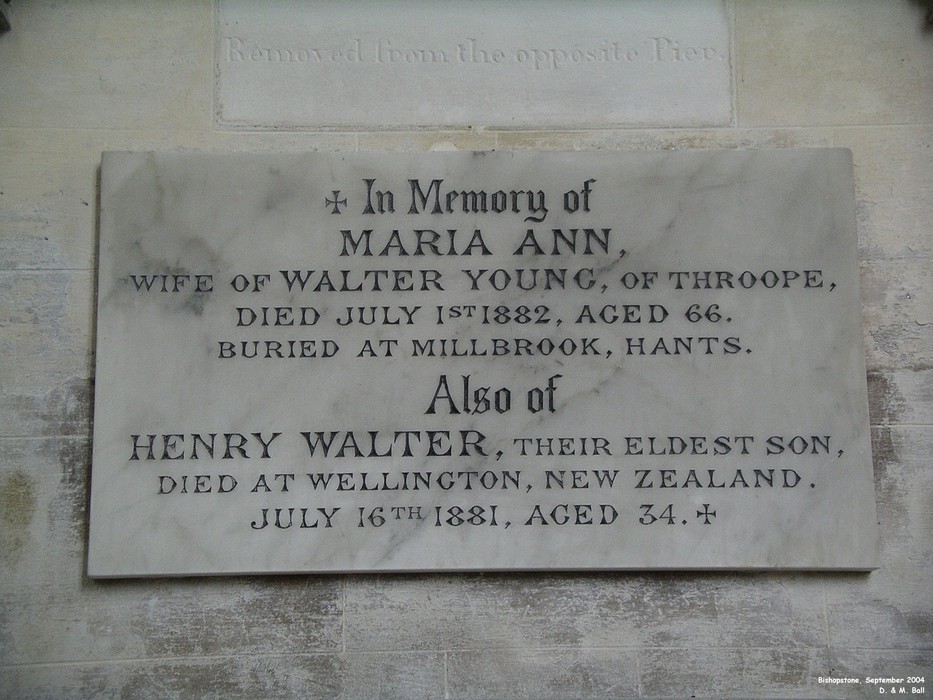 Removed from the opposite Pier.
✠ In Memory of
MARIA ANN,
WIFE OF WALTER YOUNG, OF THROOPE,
DIED JULY 1ST 1882, AGED 66.
BURIED AT MILLBROOK, HANTS.
Also of
HENRY WALTER, THEIR ELDEST SON,
DIED AT WELLINGTON, NEW ZEALAND.
JULY 16TH 1881, AGED 34. ✠
Bishopstone, September 2004
D. & M. Ball